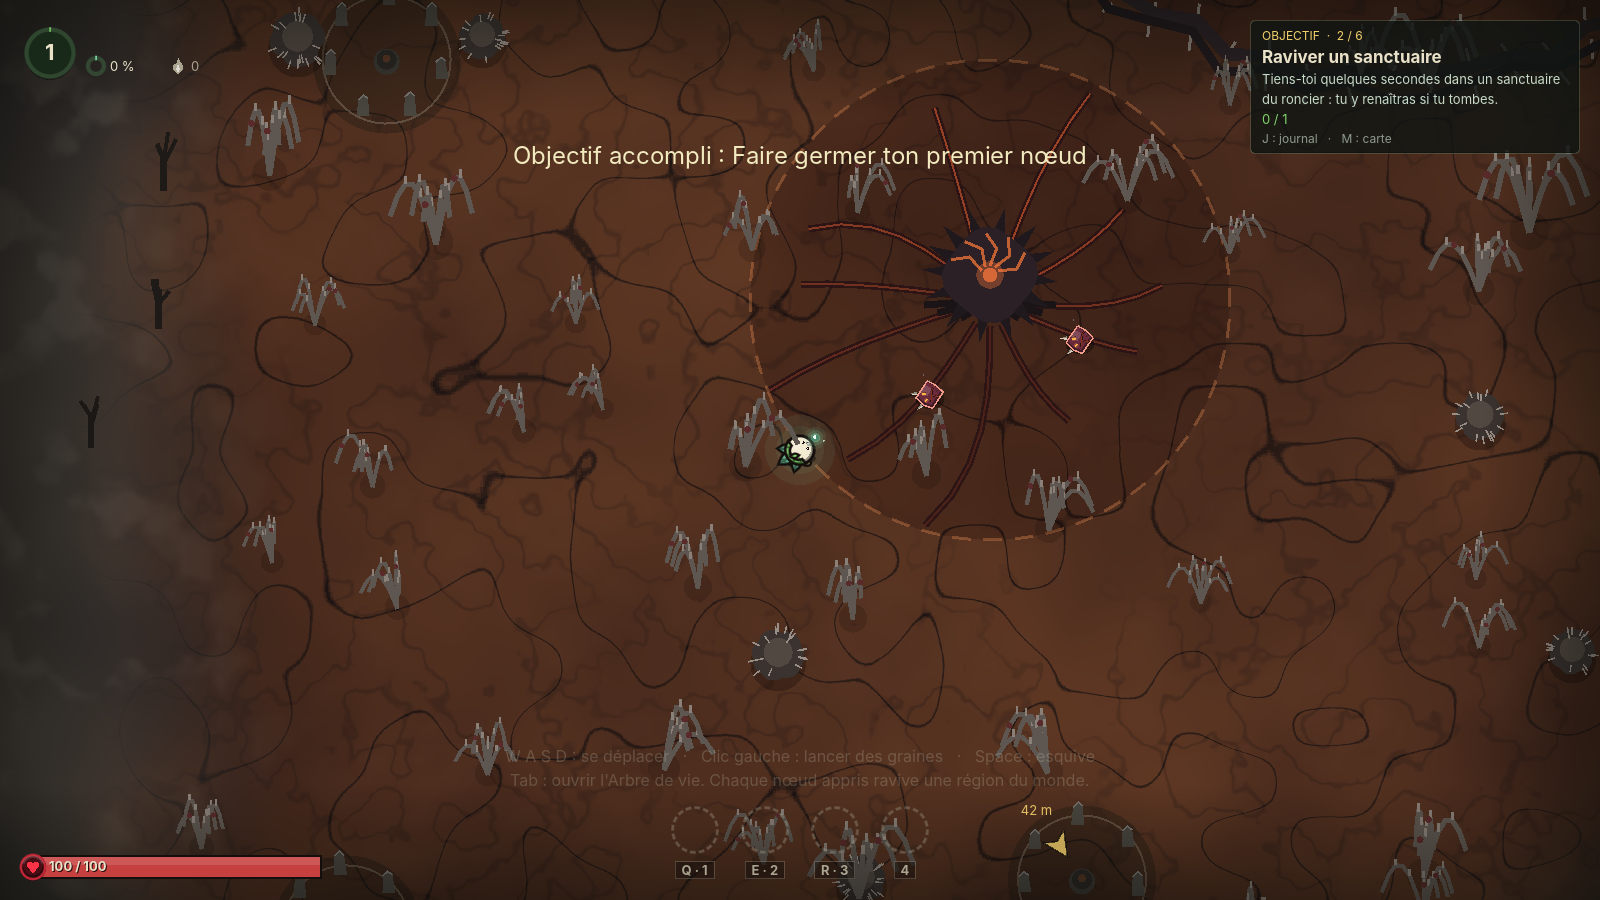 1
0 %
0
OBJECTIF · 2 / 6
Raviver un sanctuaire
Tiens-toi quelques secondes dans un sanctuaire
du roncier : tu y renaîtras si tu tombes.
0 / 1
J : journal · M : carte
Objectif accompli : Faire germer ton premier nœud
W A S D : se déplacer · Clic gauche : lancer des graines · Space : esquive
Tab : ouvrir l'Arbre de vie. Chaque nœud appris ravive une région du monde.
42 m
100 / 100
Q · 1
E · 2
R · 3
4